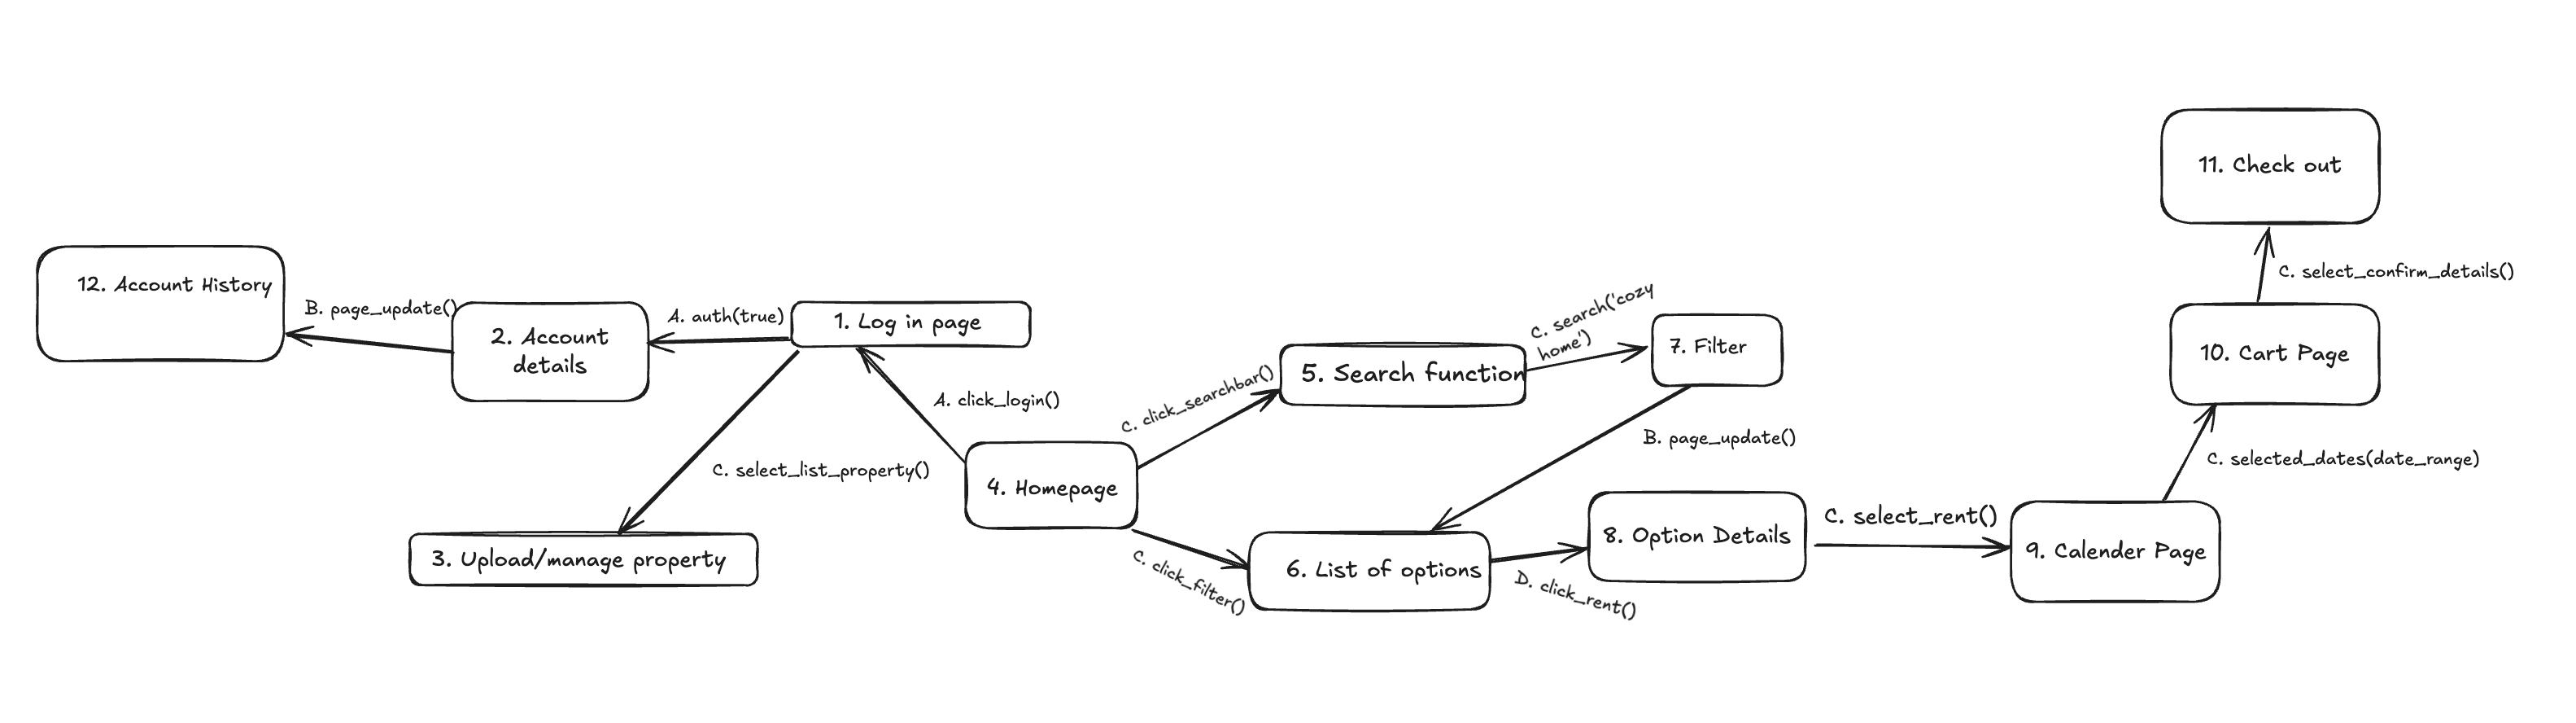 11. Check out
C. select_confirm_details()
12. Account History
B. page_update()
2. Account
details
A. auth(true)
1. Log in page
A. click_login()
C. select_list_property()
3. Upload/manage property
4. Homepage
C. click_searchbar()
5. Search function
C. search('cozy
home')
7. Filter
B. page_update()
C. click_filter()
6. List of options
D. click_rent()
8. Option Details
C. select_rent()
9. Calender Page
C. selected_dates(date_range)
10. Cart Page